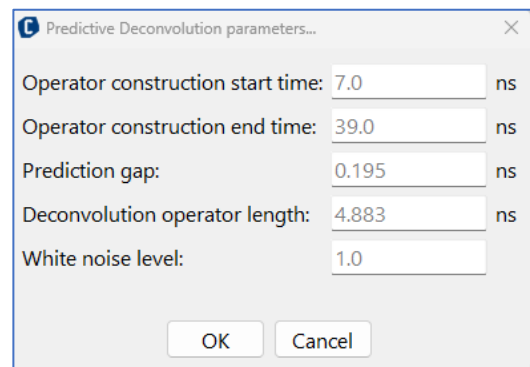 Predictive Deconvolution parameters...
Operator construction start time: 7.0 ns
Operator construction end time: 39.0 ns
Prediction gap: 0.195 ns
Deconvolution operator length: 4.883 ns
White noise level: 1.0
OK Cancel